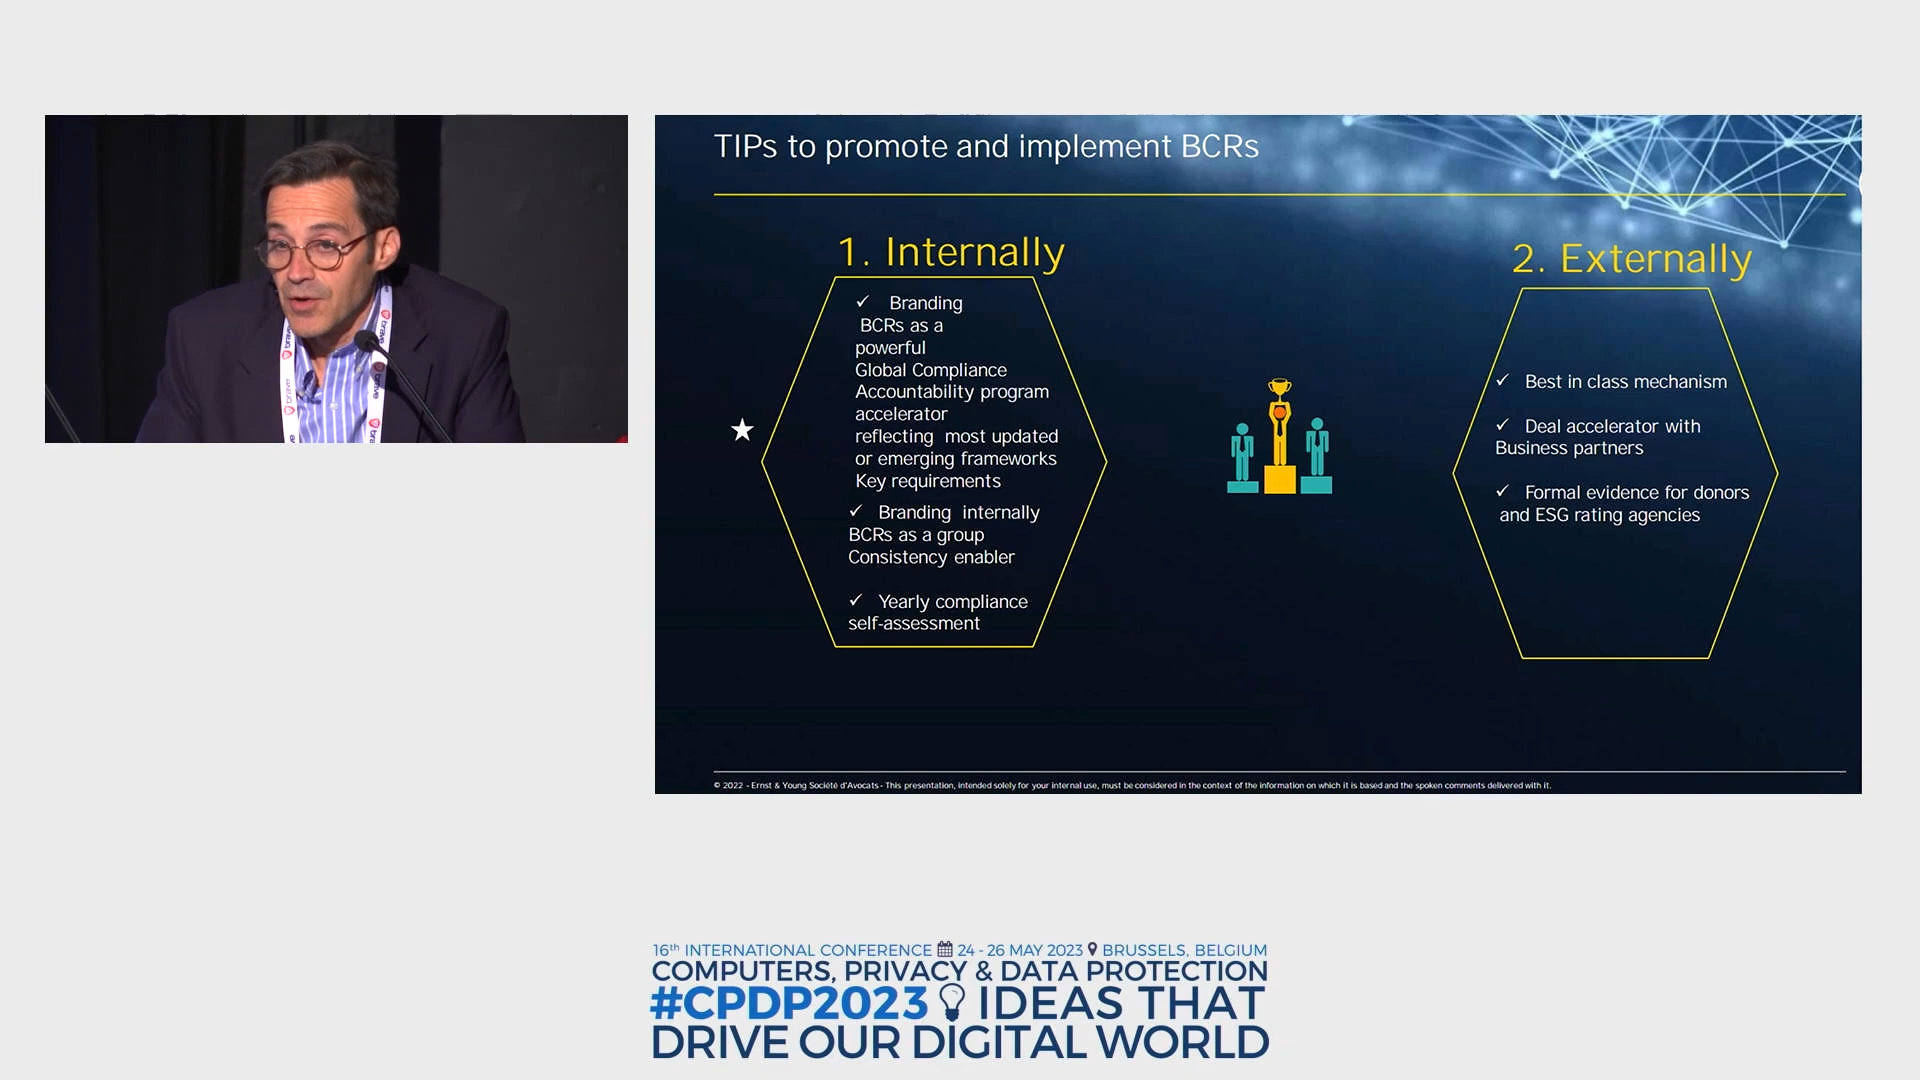 TIPs to promote and implement BCRs
1. Internally
✓ Branding
BCRs as a
powerful
Global Compliance
Accountability program
accelerator
reflecting most updated
or emerging frameworks
Key requirements
✓ Branding internally
BCRs as a group
Consistency enabler
✓ Yearly compliance
self-assessment
2. Externally
✓ Best in class mechanism
✓ Deal accelerator with
Business partners
✓ Formal evidence for donors
and ESG rating agencies
© 2022 - Ernst & Young Société d'Avocats - This presentation, intended solely for your internal use, must be considered in the context of the information on which it is based and the spoken comments delivered with it.
brave
brave
brave
16th INTERNATIONAL CONFERENCE 24 - 26 MAY 2023 BRUSSELS, BELGIUM
COMPUTERS, PRIVACY & DATA PROTECTION
#CPDP2023 IDEAS THAT
DRIVE OUR DIGITAL WORLD